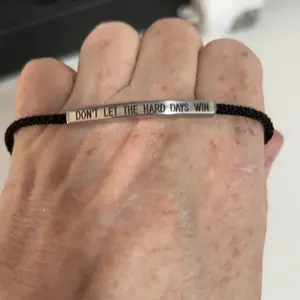 DON'T LET THE HARD DAYS WIN